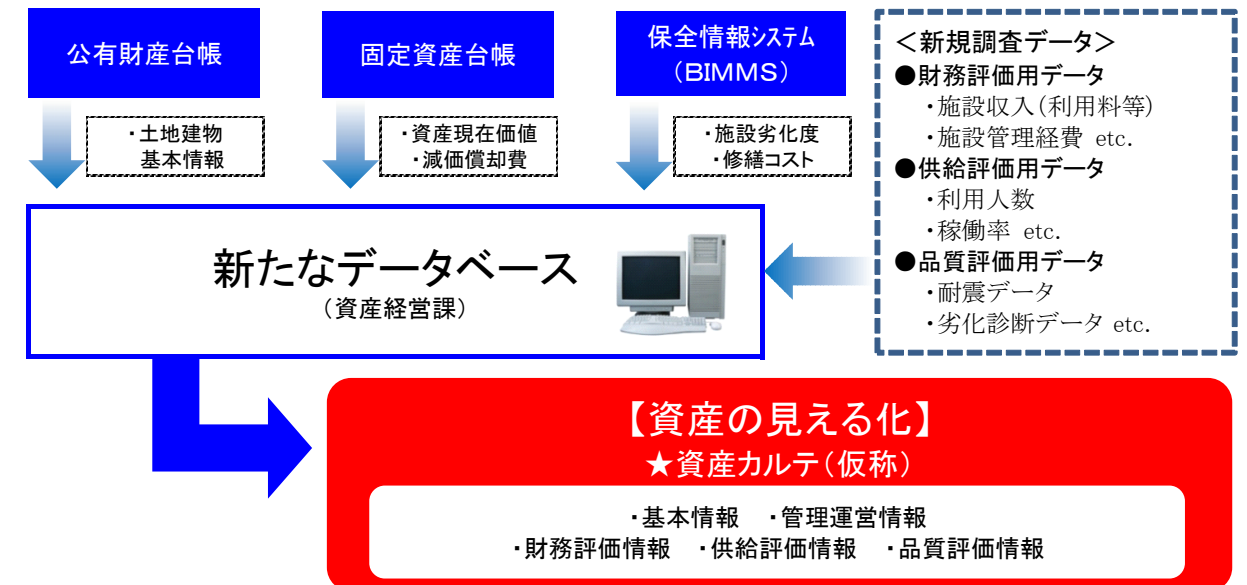 公有財産台帳
固定資産台帳
保全情報システム
（BIMMS）
・土地建物
基本情報
・資産現在価値
・減価償却費
・施設劣化度
・修繕コスト
＜新規調査データ＞
●財務評価用データ
・施設収入（利用料等）
・施設管理経費 etc.
●供給評価用データ
・利用人数
・稼働率 etc.
●品質評価用データ
・耐震データ
・劣化診断データ etc.
新たなデータベース
（資産経営課）
【資産の見える化】
★資産カルテ（仮称）
・基本情報 ・管理運営情報
・財務評価情報 ・供給評価情報 ・品質評価情報